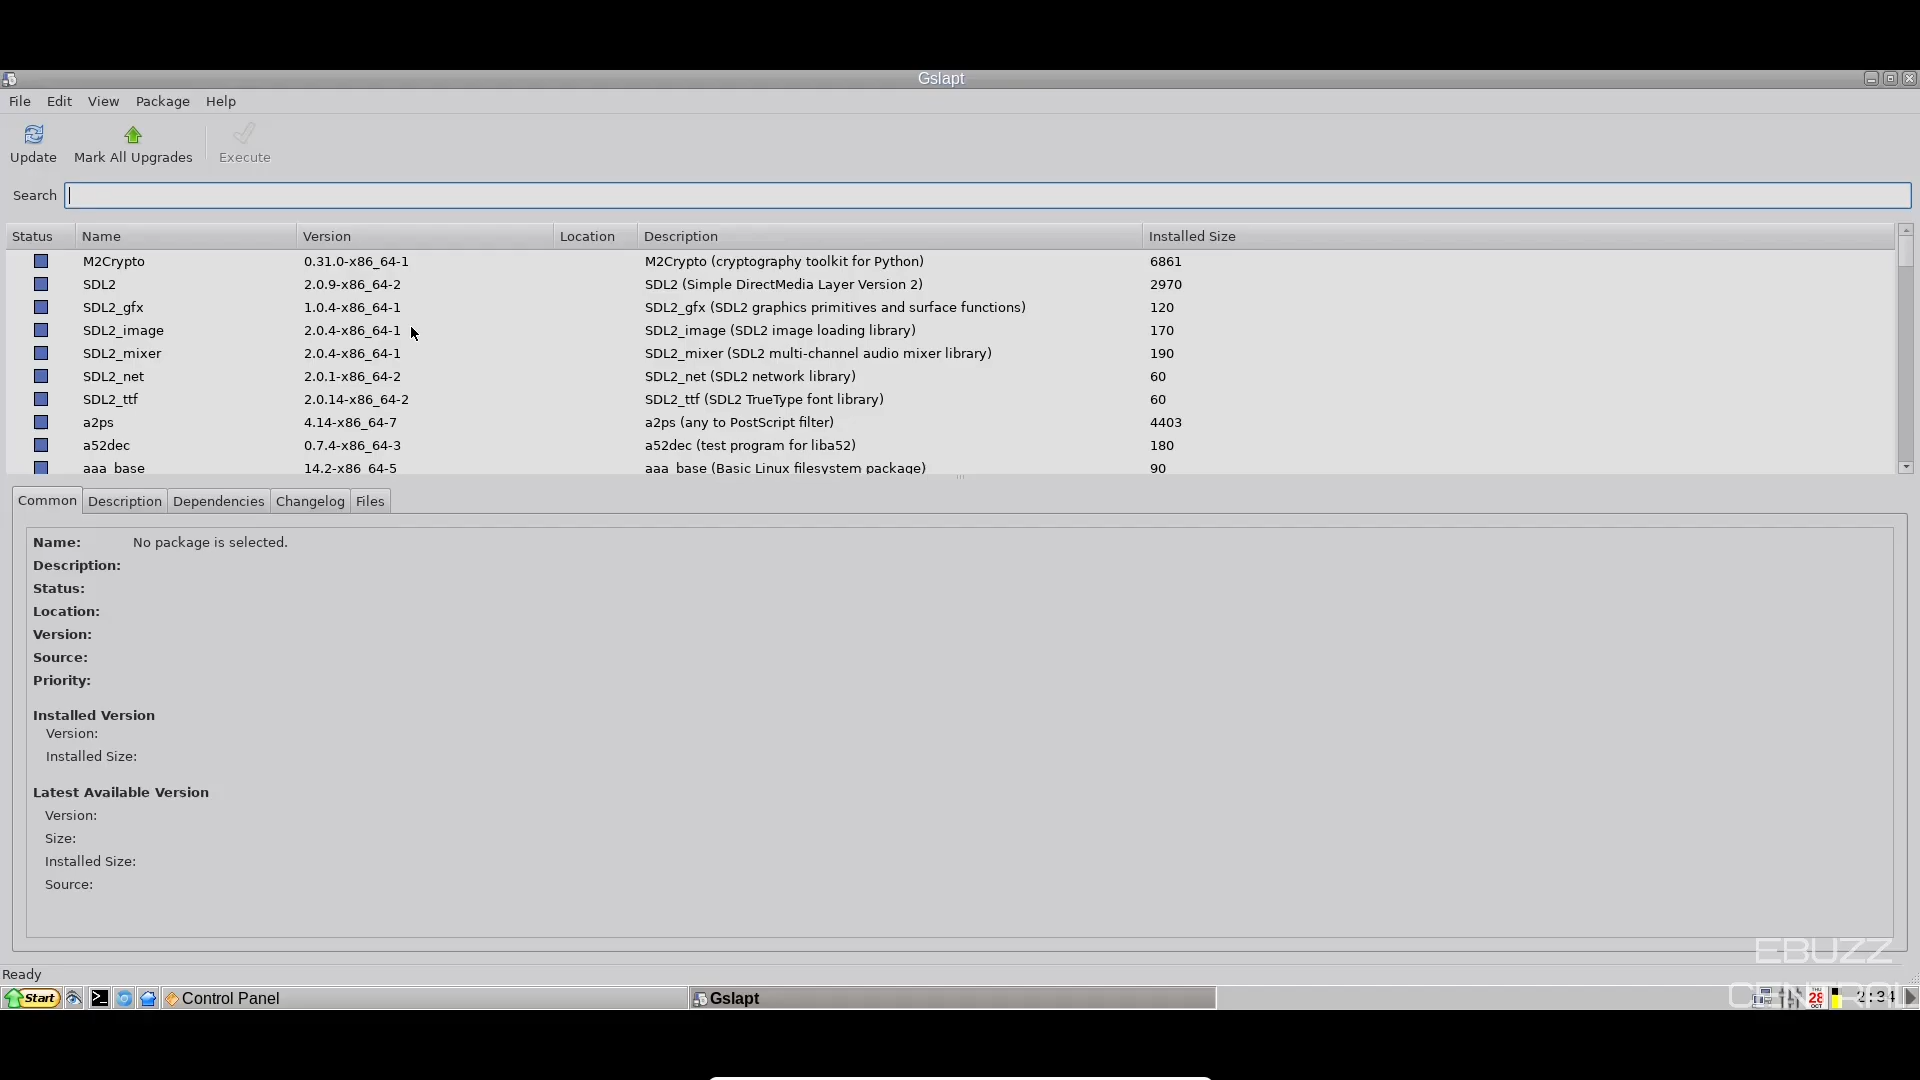 Gslapt
File Edit View Package Help
Update Mark All Upgrades Execute
Search
Status Name Version Location Description Installed Size
M2Crypto 0.31.0-x86_64-1 M2Crypto (cryptography toolkit for Python) 6861
SDL2 2.0.9-x86_64-2 SDL2 (Simple DirectMedia Layer Version 2) 2970
SDL2_gfx 1.0.4-x86_64-1 SDL2_gfx (SDL2 graphics primitives and surface functions) 120
SDL2_image 2.0.4-x86_64-1 SDL2_image (SDL2 image loading library) 170
SDL2_mixer 2.0.4-x86_64-1 SDL2_mixer (SDL2 multi-channel audio mixer library) 190
SDL2_net 2.0.1-x86_64-2 SDL2_net (SDL2 network library) 60
SDL2_ttf 2.0.14-x86_64-2 SDL2_ttf (SDL2 TrueType font library) 60
a2ps 4.14-x86_64-7 a2ps (any to PostScript filter) 4403
a52dec 0.7.4-x86_64-3 a52dec (test program for liba52) 180
aaa_base 14.2-x86_64-5 aaa_base (Basic Linux filesystem package) 90
Common Description Dependencies Changelog Files
Name: No package is selected.
Description:
Status:
Location:
Version:
Source:
Priority:
Installed Version
Version:
Installed Size:
Latest Available Version
Version:
Size:
Installed Size:
Source:
EBUZZ
CENTRAL
Ready
Start Control Panel Gslapt 28